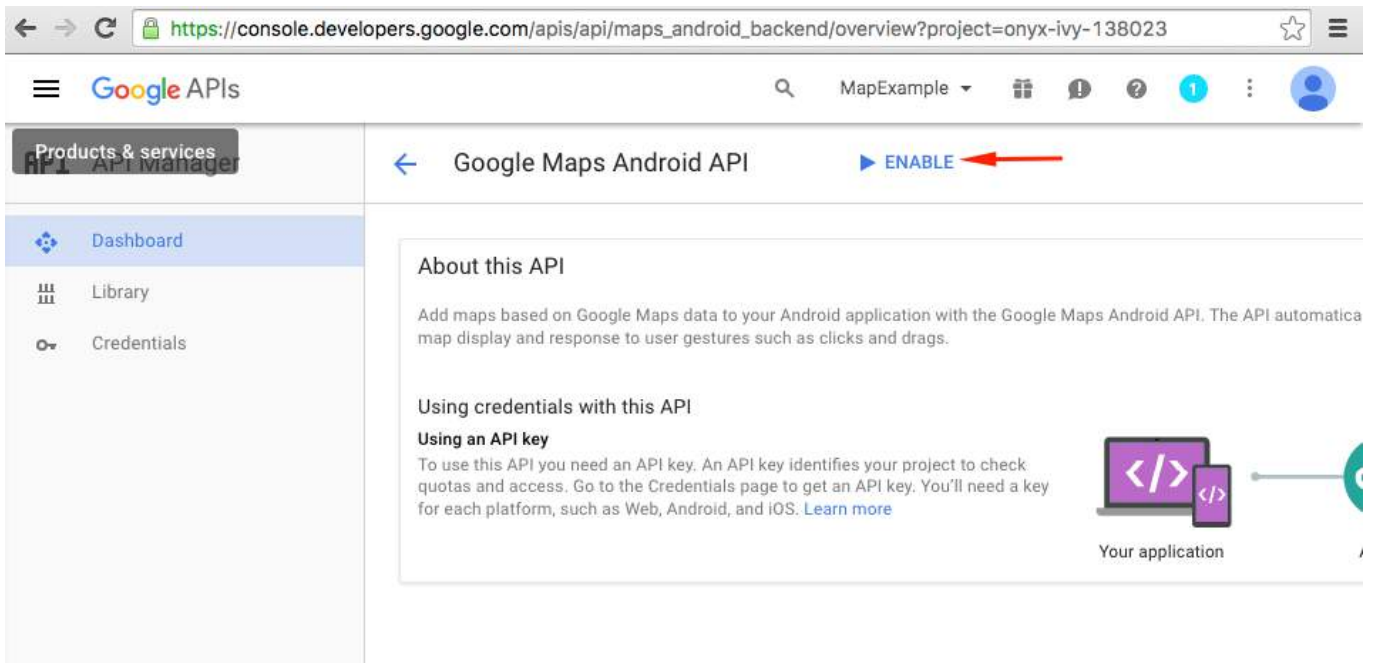 https://console.developers.google.com/apis/api/maps_android_backend/overview?project=onyx-ivy-138023
Google APIs
MapExample
1
Products & services
API API Manager
Google Maps Android API
ENABLE
Dashboard
Library
Credentials
About this API
Add maps based on Google Maps data to your Android application with the Google Maps Android API. The API automatica
map display and response to user gestures such as clicks and drags.
Using credentials with this API
Using an API key
To use this API you need an API key. An API key identifies your project to check
quotas and access. Go to the Credentials page to get an API key. You'll need a key
for each platform, such as Web, Android, and iOS. Learn more
</>
</>
Your application